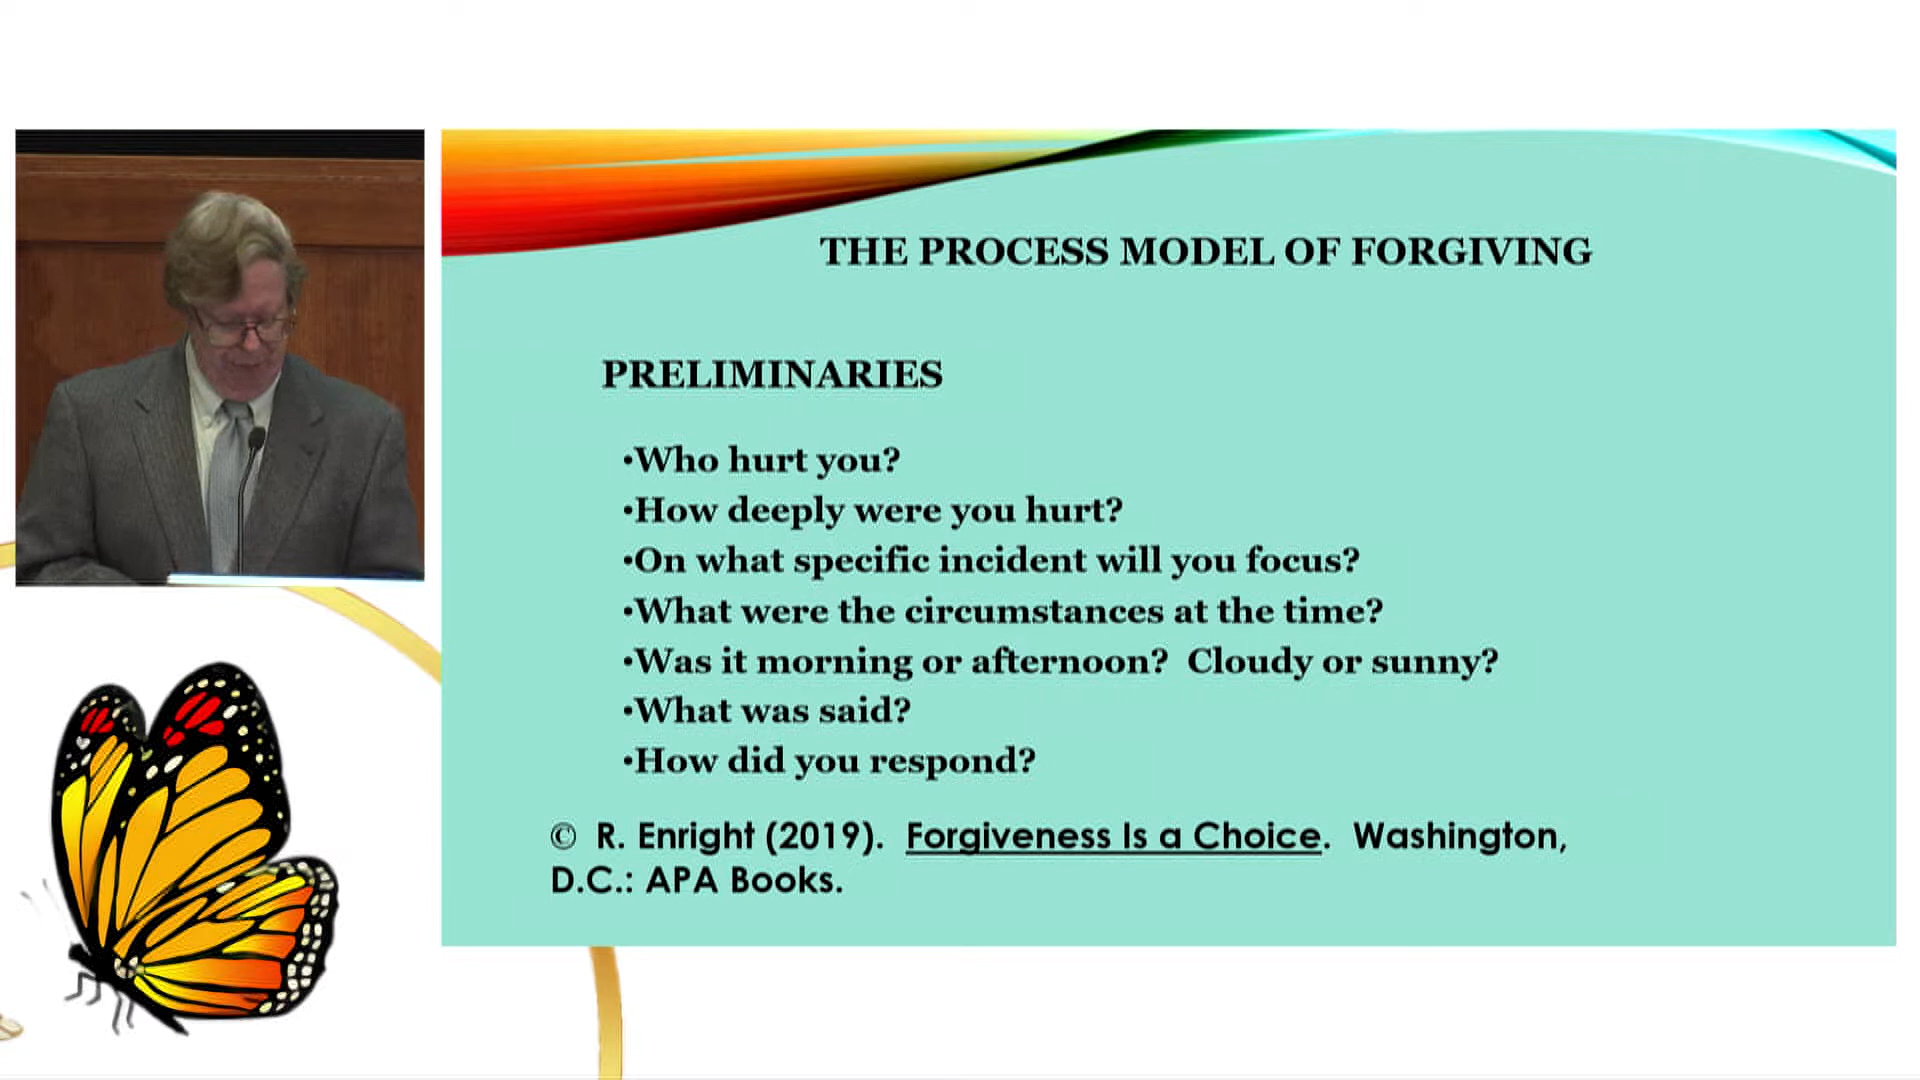 THE PROCESS MODEL OF FORGIVING
PRELIMINARIES
•Who hurt you?
•How deeply were you hurt?
•On what specific incident will you focus?
•What were the circumstances at the time?
•Was it morning or afternoon?  Cloudy or sunny?
•What was said?
•How did you respond?
©  R. Enright (2019).  Forgiveness Is a Choice.  Washington,
D.C.: APA Books.